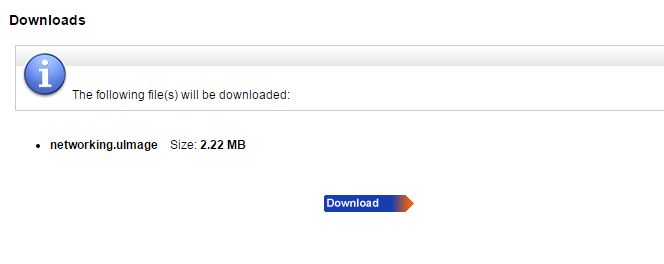 Downloads
The following file(s) will be downloaded:
networking.uImage Size: 2.22 MB
Download